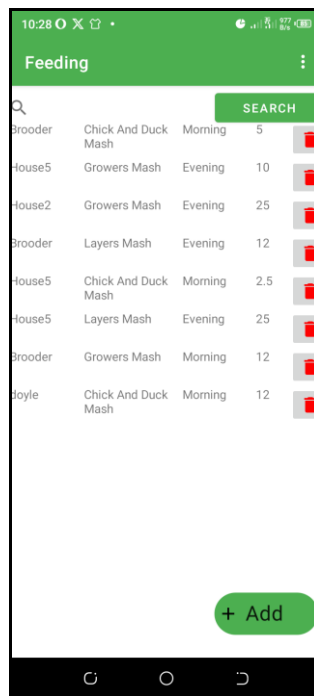 10:28
977
B/s
Feeding
SEARCH
Brooder Chick And Duck Mash Morning 5
House5 Growers Mash Evening 10
House2 Growers Mash Evening 25
Brooder Layers Mash Evening 12
House5 Chick And Duck Mash Morning 2.5
House5 Layers Mash Evening 25
Brooder Growers Mash Morning 12
doyle Chick And Duck Mash Morning 12
+ Add